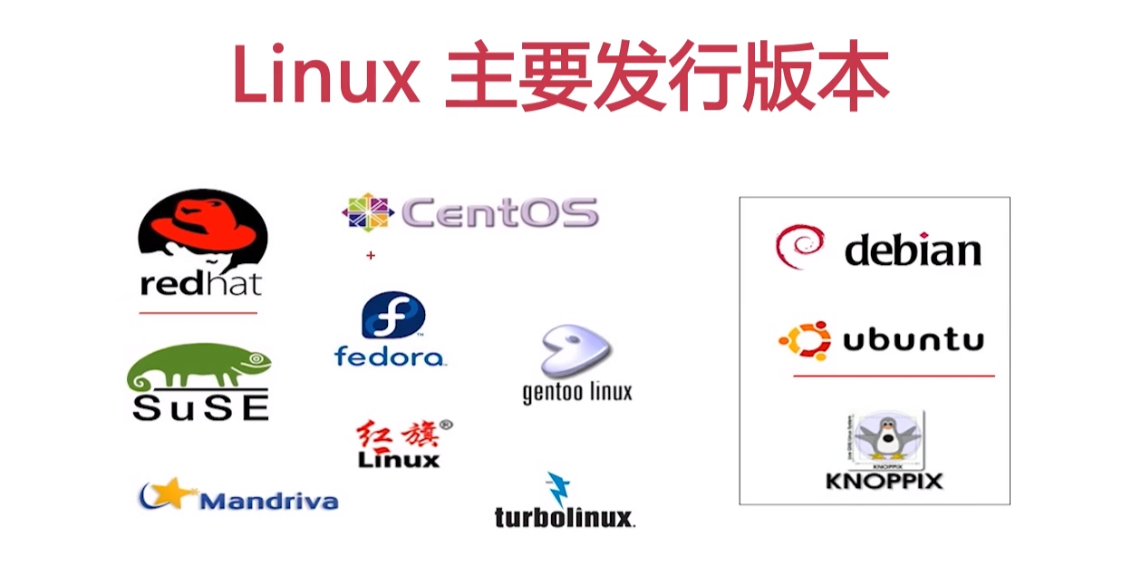 Linux 主要发行版本
redhat
CentOS
fedora
SuSE
红旗®
Linux
Mandriva
gentoo linux
turbolinux.
debian
ubuntu
KNOPPIX
KNOPPIX